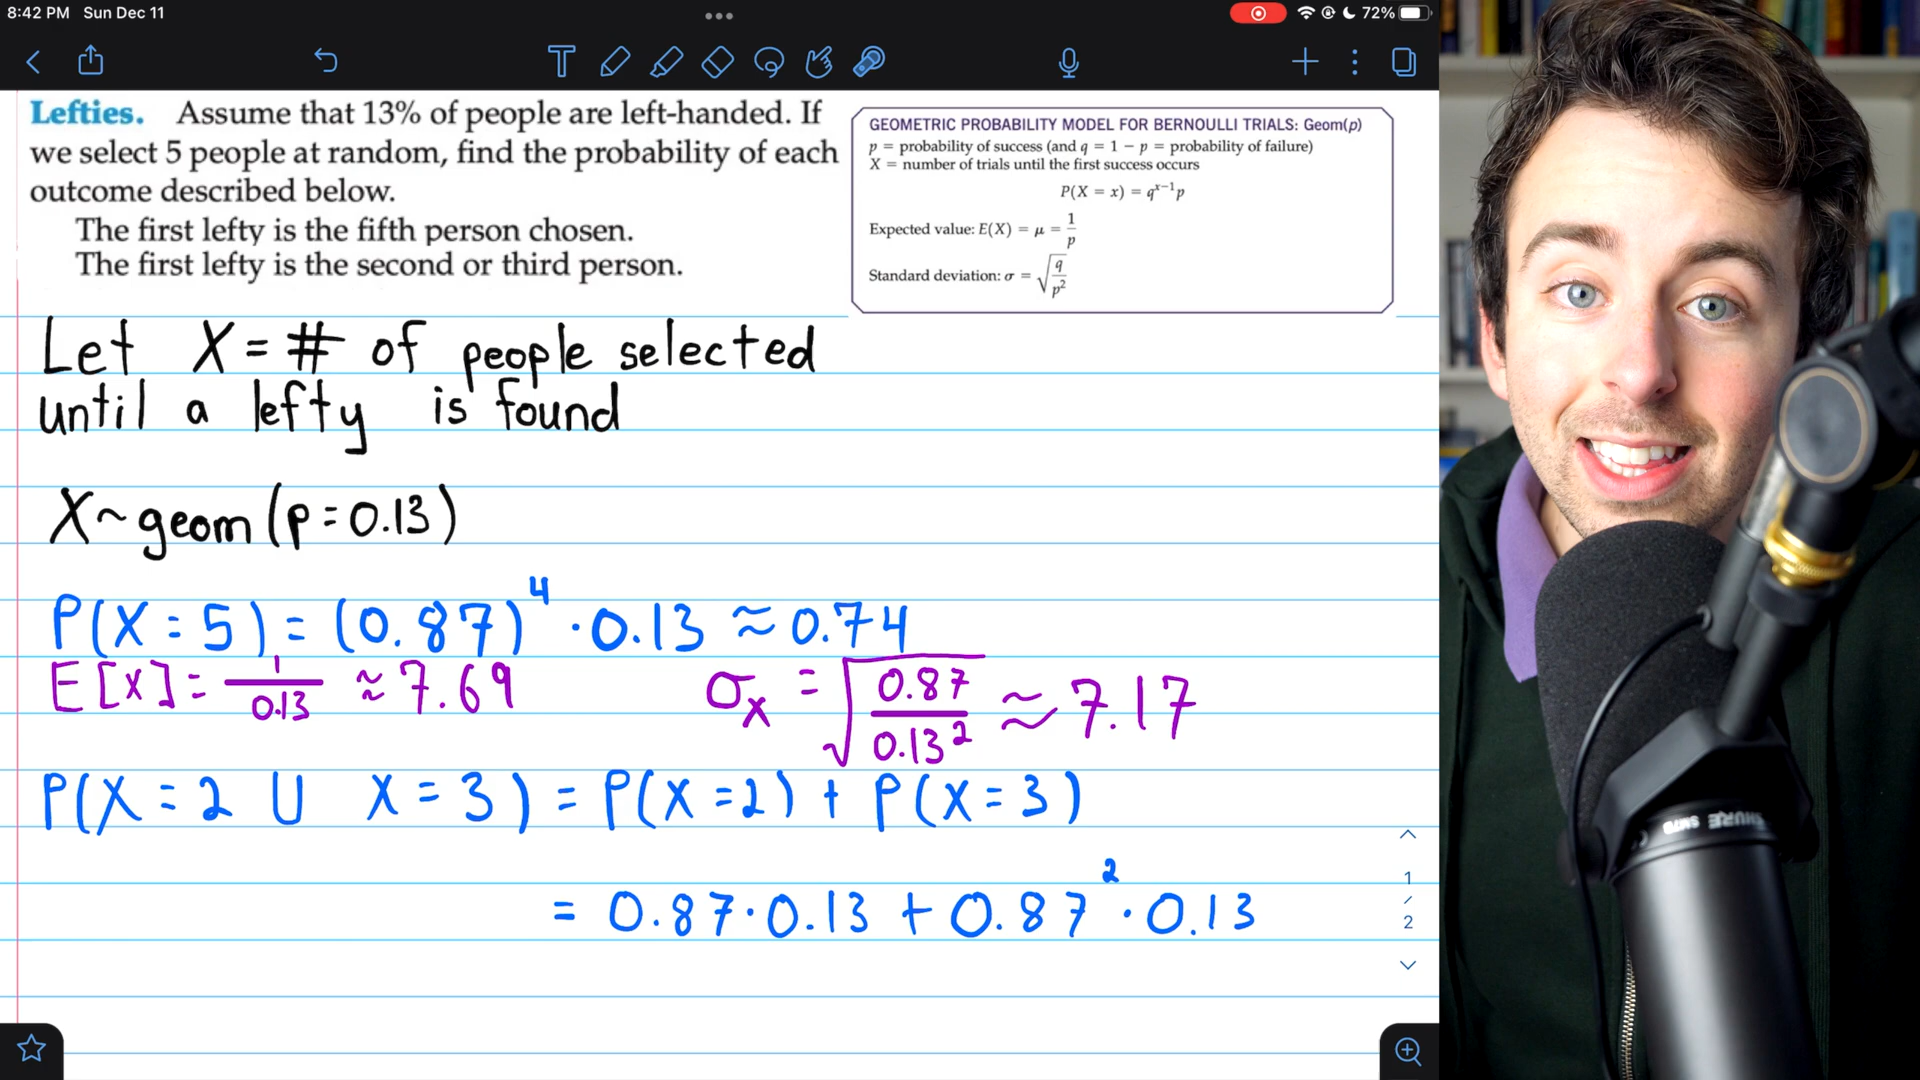 8:42 PM Sun Dec 11
72%
Lefties. Assume that 13% of people are left-handed. If
we select 5 people at random, find the probability of each
outcome described below.
The first lefty is the fifth person chosen.
The first lefty is the second or third person.
GEOMETRIC PROBABILITY MODEL FOR BERNOULLI TRIALS: Geom(p)
p = probability of success (and q = 1 − p = probability of failure)
X = number of trials until the first success occurs
P(X = x) = qˣ⁻¹p
Expected value: E(X) = μ = 1/p
Standard deviation: σ = √(q/p²)
Let X = # of people selected
until a lefty is found
X ~ geom (p = 0.13)
P(X = 5) = (0.87)⁴ · 0.13 ≈ 0.74
E[X] = 1/0.13 ≈ 7.69
σx = √(0.87/0.13²) ≈ 7.17
P(X = 2 U X = 3) = P(X = 2) + P(X = 3)
= 0.87 · 0.13 + 0.87² · 0.13
1
/
2
SHURE SM7B